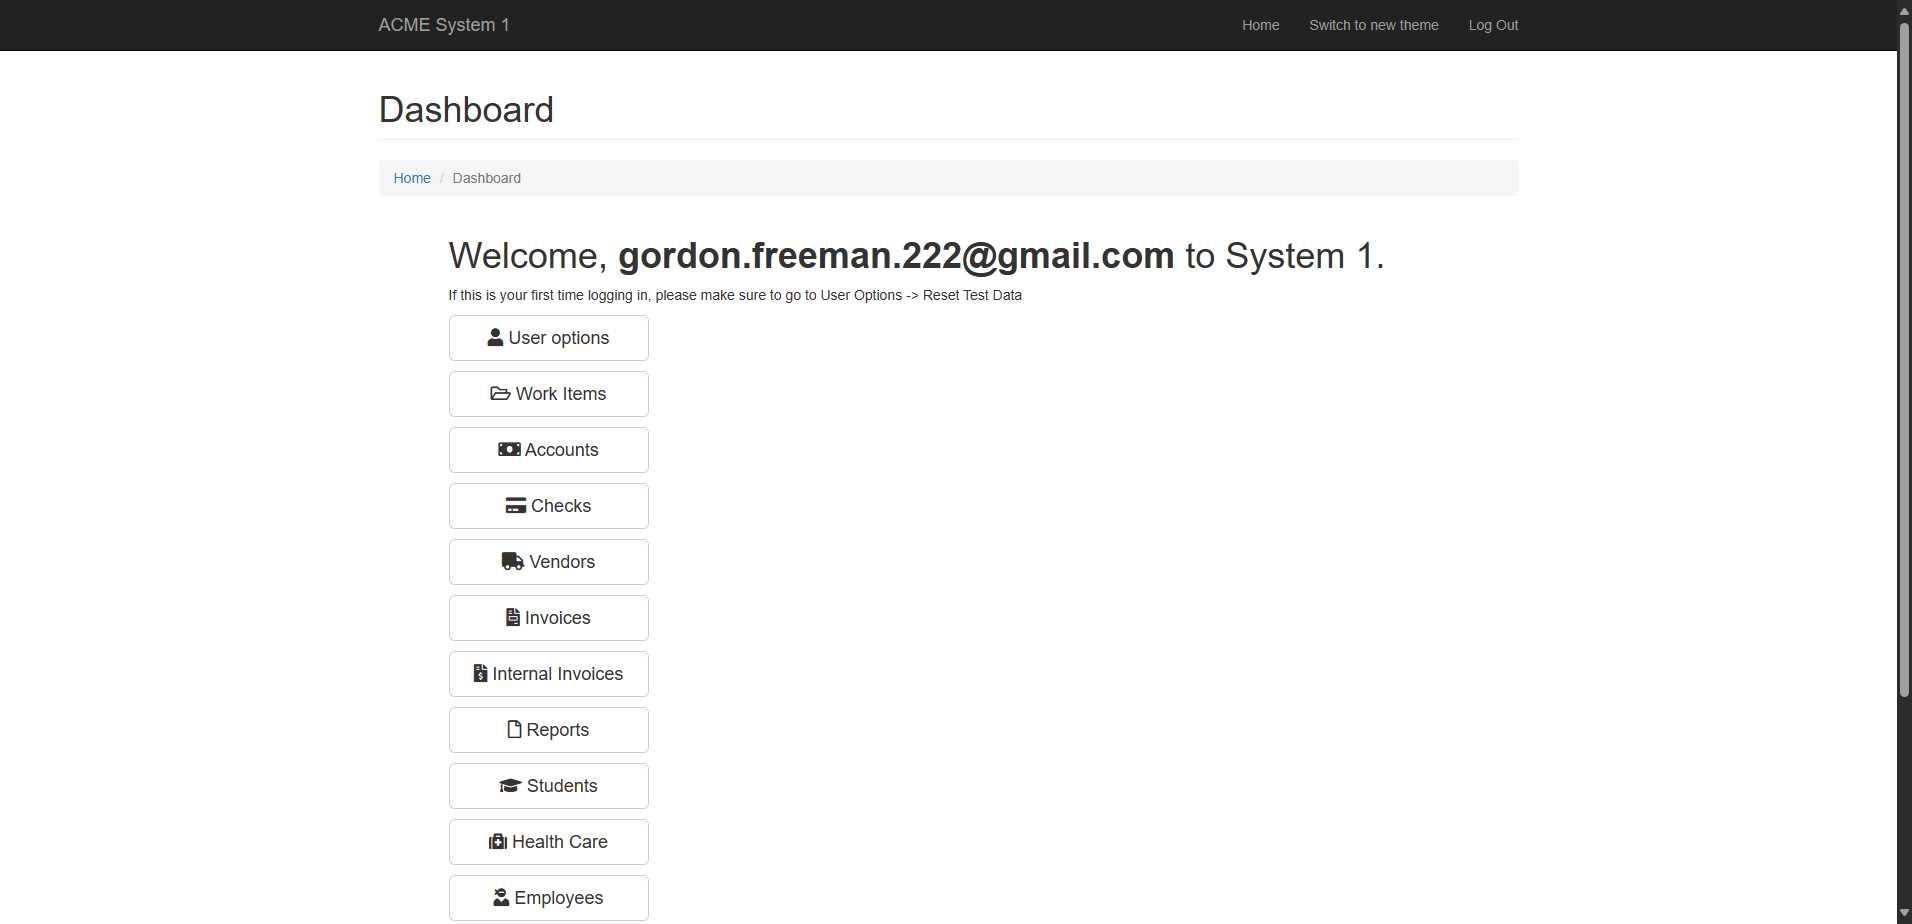 ACME System 1
Home
Switch to new theme
Log Out
Dashboard
Home / Dashboard
Welcome, gordon.freeman.222@gmail.com to System 1.
If this is your first time logging in, please make sure to go to User Options -> Reset Test Data
User options
Work Items
Accounts
Checks
Vendors
Invoices
Internal Invoices
Reports
Students
Health Care
Employees